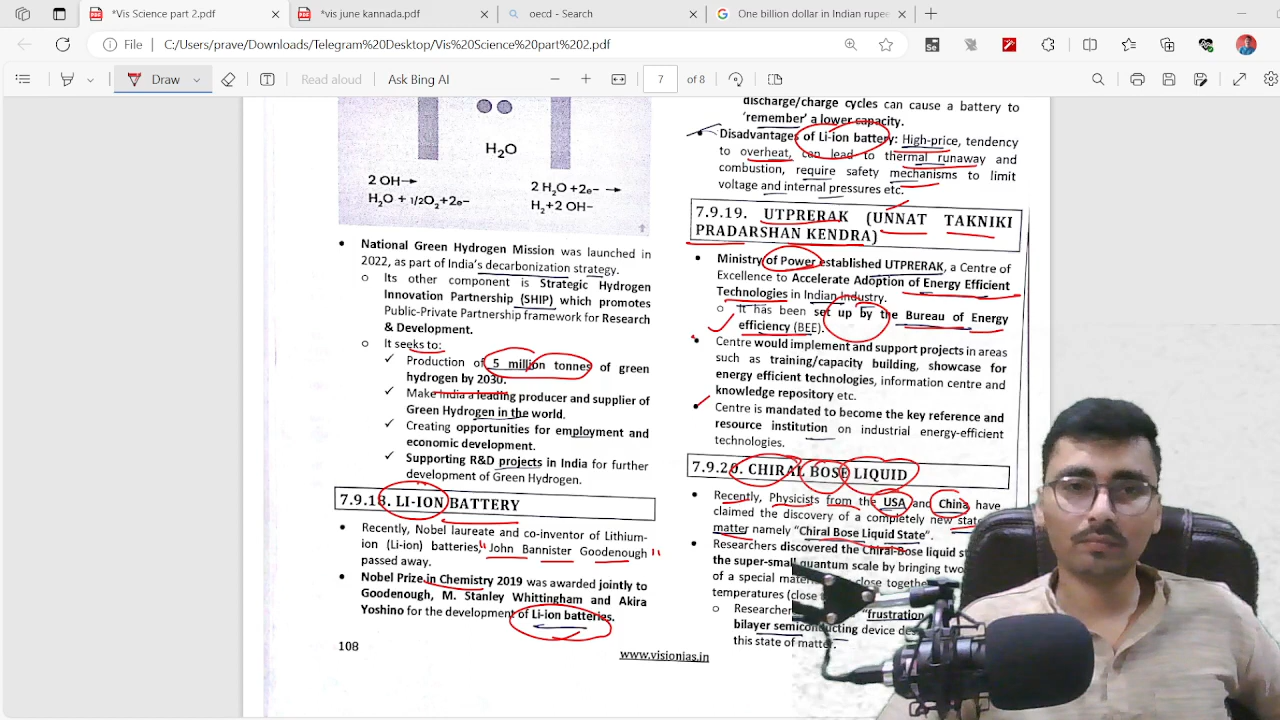 *Vis Science part 2.pdf
*vis june kannada.pdf
oecd - Search
One billion dollar in Indian rupee
File
C:/Users/prave/Downloads/Telegram%20Desktop/Vis%20Science%20part%202.pdf
Draw
Read aloud
Ask Bing AI
7
of 8
H₂O
2 OH→
H₂O + 1/2O₂+2e−
2 H₂O +2e− →
H₂+2 OH−
• National Green Hydrogen Mission was launched in
2022, as part of India's decarbonization strategy.
o Its other component is Strategic Hydrogen
Innovation Partnership (SHIP) which promotes
Public-Private Partnership framework for Research
& Development.
o It seeks to:
✓ Production of 5 million tonnes of green
hydrogen by 2030.
✓ Make India a leading producer and supplier of
Green Hydrogen in the world.
✓ Creating opportunities for employment and
economic development.
✓ Supporting R&D projects in India for further
development of Green Hydrogen.
7.9.18. LI-ION BATTERY
• Recently, Nobel laureate and co-inventor of Lithium-
ion (Li-ion) batteries, John Bannister Goodenough
passed away.
• Nobel Prize in Chemistry 2019 was awarded jointly to
Goodenough, M. Stanley Whittingham and Akira
Yoshino for the development of Li-ion batteries.
108
www.visionias.in
discharge/charge cycles can cause a battery to
'remember' a lower capacity.
• Disadvantages of Li-ion battery: High-price, tendency
to overheat, can lead to thermal runaway and
combustion, require safety mechanisms to limit
voltage and internal pressures etc.
7.9.19. UTPRERAK (UNNAT TAKNIKI
PRADARSHAN KENDRA)
• Ministry of Power established UTPRERAK, a Centre of
Excellence to Accelerate Adoption of Energy Efficient
Technologies in Indian Industry.
o It has been set up by the Bureau of Energy
efficiency (BEE).
• Centre would implement and support projects in areas
such as training/capacity building, showcase for
energy efficient technologies, information centre and
knowledge repository etc.
• Centre is mandated to become the key reference and
resource institution on industrial energy-efficient
technologies.
7.9.20. CHIRAL BOSE LIQUID
• Recently, Physicists from the USA and China have
claimed the discovery of a completely new state
matter namely "Chiral Bose Liquid State".
• Researchers discovered the Chiral-Bose liquid
the super-small quantum scale by bringing two
of a special close together
temperatures (close
o "frustration
bilayer semiconducting device
this state of matter.